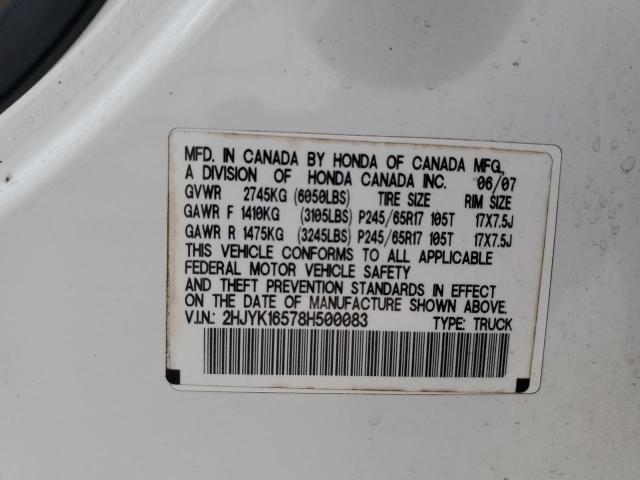 MFD. IN CANADA BY HONDA OF CANADA MFG.,
A DIVISION OF HONDA CANADA INC. 06/07
GVWR 2745KG (6050LBS) TIRE SIZE RIM SIZE
GAWR F 1410KG (3105LBS) P245/65R17 105T 17X7.5J
GAWR R 1475KG (3245LBS) P245/65R17 105T 17X7.5J
THIS VEHICLE CONFORMS TO ALL APPLICABLE
FEDERAL MOTOR VEHICLE SAFETY
AND THEFT PREVENTION STANDARDS IN EFFECT
ON THE DATE OF MANUFACTURE SHOWN ABOVE.
V.I.N.: 2HJYK16578H500083 TYPE: TRUCK